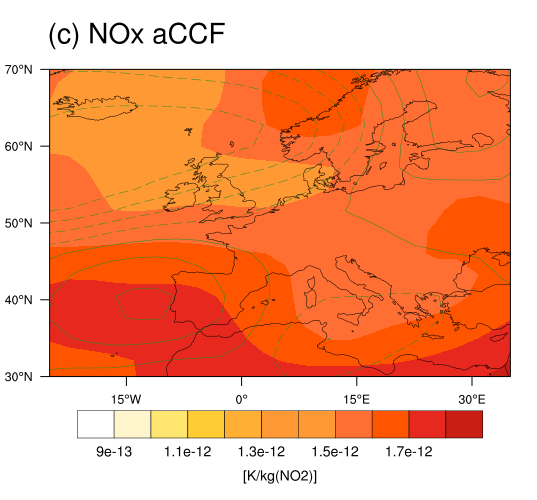 (c) NOx aCCF
70°N
60°N
50°N
40°N
30°N
15°W 0° 15°E 30°E
9e-13 1.1e-12 1.3e-12 1.5e-12 1.7e-12
[K/kg(NO2)]